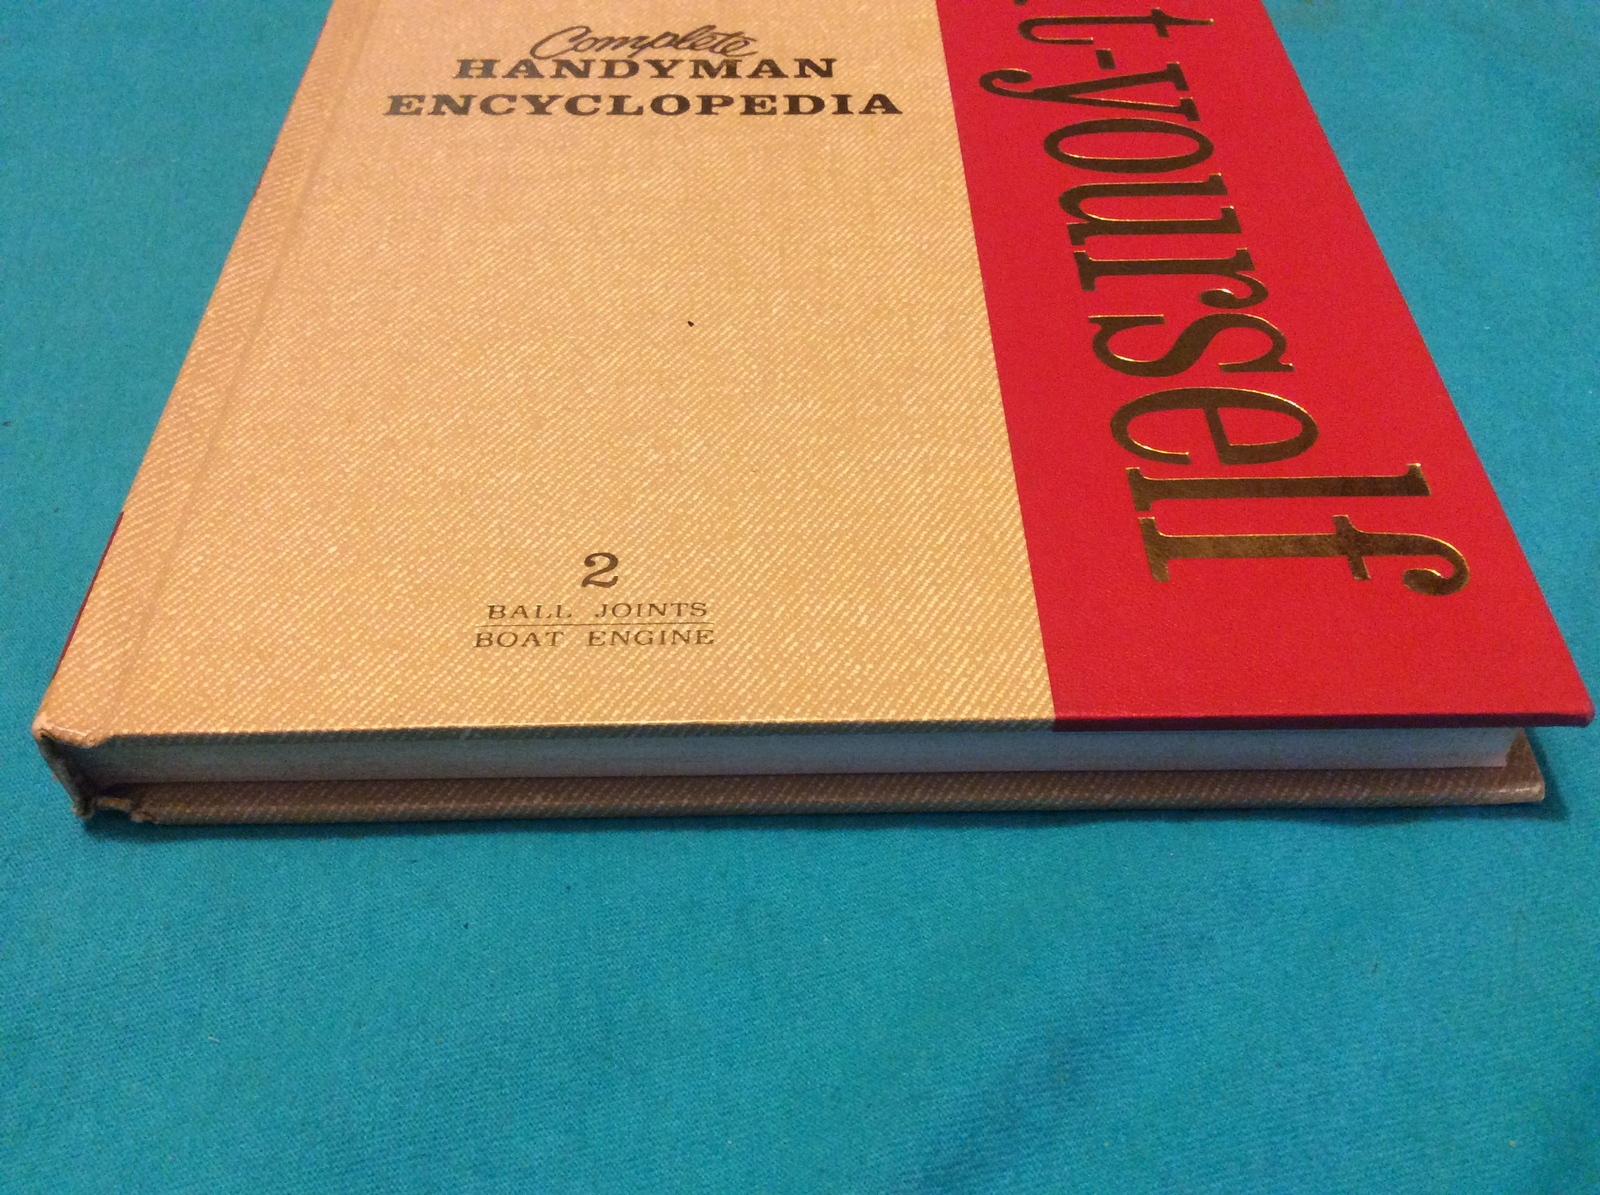 Complete
HANDYMAN
ENCYCLOPEDIA
t-yourself
2
BALL JOINTS
BOAT ENGINE